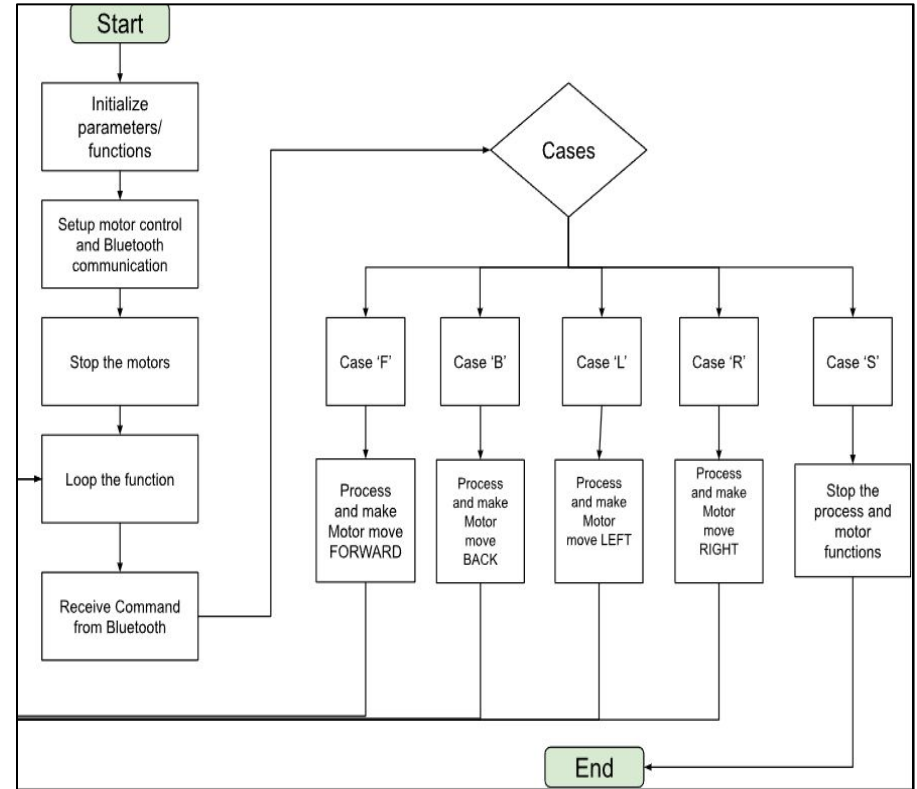 Start
Initialize
parameters/
functions
Setup motor control
and Bluetooth
communication
Stop the motors
Loop the function
Receive Command
from Bluetooth
Cases
Case ‘F’
Case ‘B’
Case ‘L’
Case ‘R’
Case ‘S’
Process
and make
Motor move
FORWARD
Process
and make
Motor
move
BACK
Process
and make
Motor
move LEFT
Process
and make
Motor
move
RIGHT
Stop the
process and
motor
functions
End